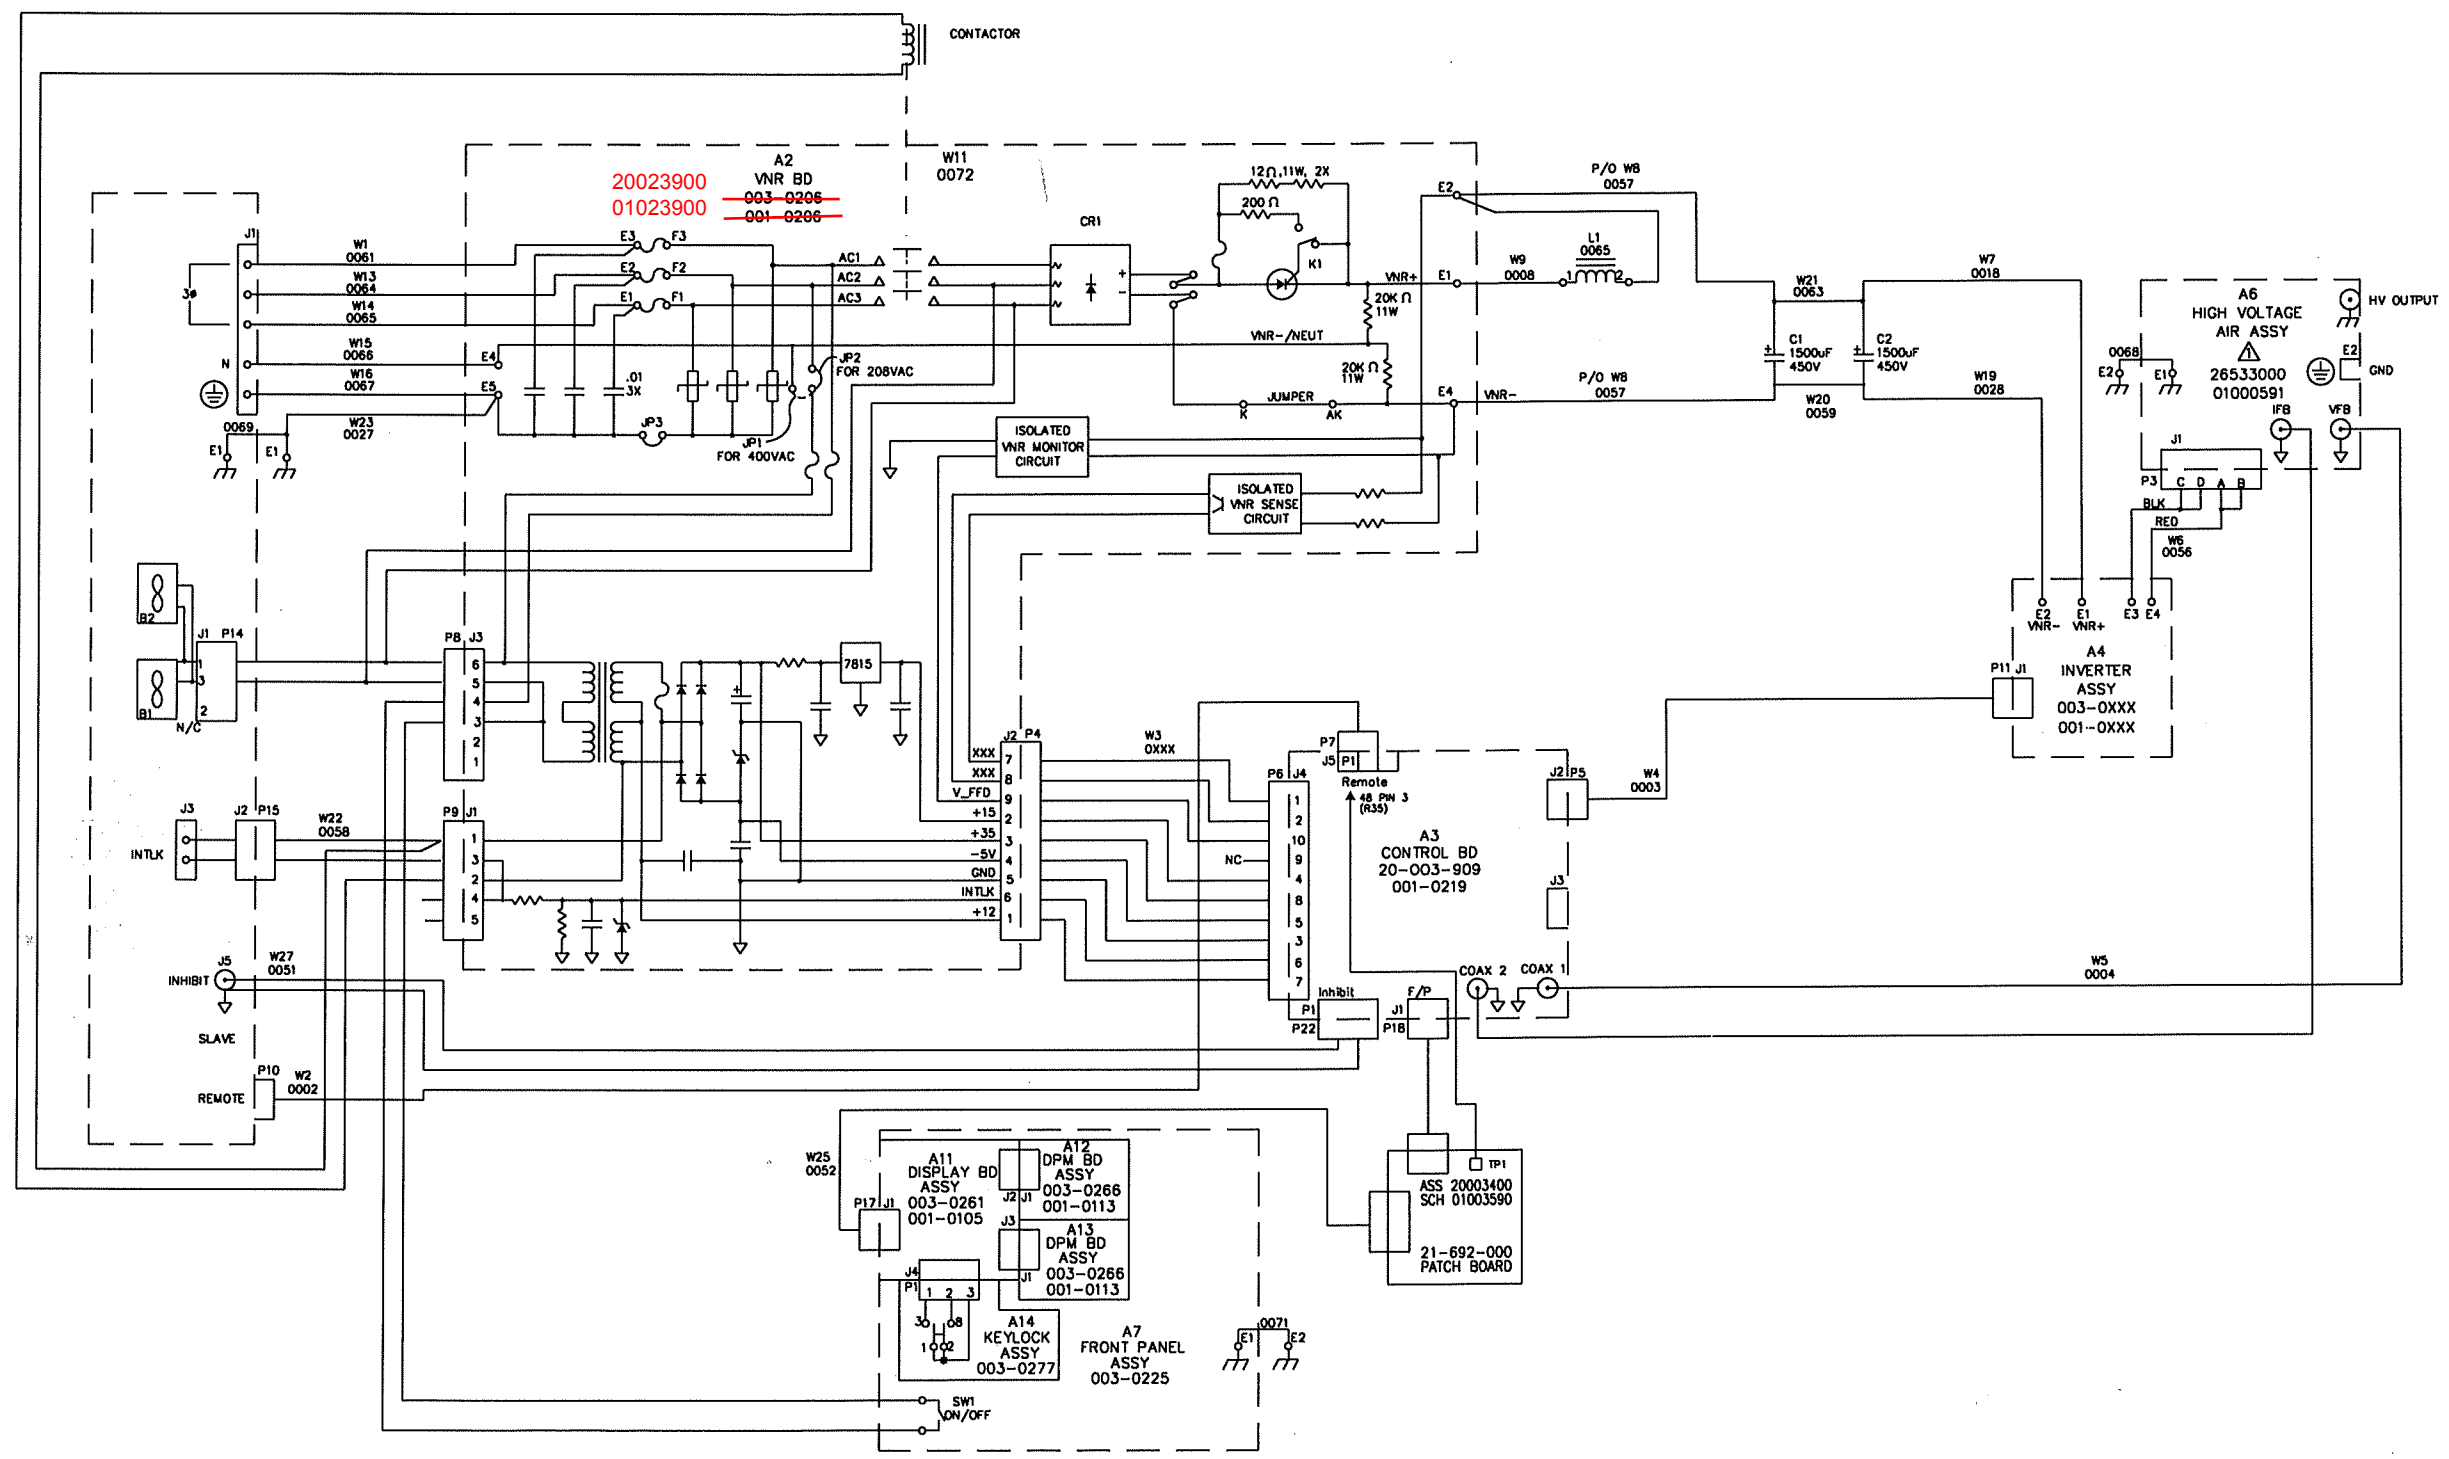 CONTACTOR
A2
VNR BD
20023900
003-0206
01023900
001-0206
W11
0072
J1
W1
0061
W13
0064
W14
0065
W15
0066
W16
0067
W23
0027
3ø
N
0069
E1
E1
E3
F3
E2
F2
E1
F1
E4
E5
.01
3X
JP3
JP1
FOR 400VAC
JP2
FOR 208VAC
AC1
AC2
AC3
CR1
+
-
12Ω,11W, 2X
200 Ω
K1
VNR+
20K Ω
11W
VNR-/NEUT
20K Ω
11W
JUMPER
K
AK
E2
E1
E4
VNR-
ISOLATED
VNR MONITOR
CIRCUIT
ISOLATED
VNR SENSE
CIRCUIT
P/O W8
0057
W9
0008
L1
0065
1
2
P/O W8
0057
W21
0063
C1
1500uF
450V
+
C2
1500uF
450V
+
W20
0059
W7
0018
W19
0028
A6
HIGH VOLTAGE
AIR ASSY
26533000
01000591
HV OUTPUT
E2
GND
0068
E2
E1
IFB
VFB
J1
P3
C D A B
BLK
RED
W6
0056
E2
VNR-
E1
VNR+
E3
E4
A4
INVERTER
ASSY
003-0XXX
001-0XXX
P11 J1
B2
B1
J1 P14
1
3
2
N/C
P8 J3
6
5
4
3
2
1
7815
+
J3
INTLK
J2 P15
W22
0058
P9 J1
1
3
2
4
5
J2 P4
XXX 7
XXX 8
V_FFD 9
+15 2
+35 3
-5V 4
GND 5
INTLK 6
+12 1
W3
0XXX
P6 J4
1
2
10
NC 9
4
8
5
3
6
7
P7
J5
P1
Remote
48 PIN 3
(R35)
A3
CONTROL BD
20-003-909
001-0219
J2 P5
W4
0003
J3
COAX 2
COAX 1
W5
0004
Inhibit
P1
P22
F/P
J1
P18
INHIBIT
J5
W27
0051
SLAVE
REMOTE
P10
W2
0002
W25
0052
P17 J1
A11
DISPLAY BD
ASSY
003-0261
001-0105
A12
DPM BD
ASSY
003-0266
001-0113
J2 J1
J3
A13
DPM BD
ASSY
003-0266
001-0113
J1
J4
P1
1 2 3
3
8
1
2
A14
KEYLOCK
ASSY
003-0277
A7
FRONT PANEL
ASSY
003-0225
0071
E1
E2
SW1
ON/OFF
TP1
ASS 20003400
SCH 01003590
21-692-000
PATCH BOARD